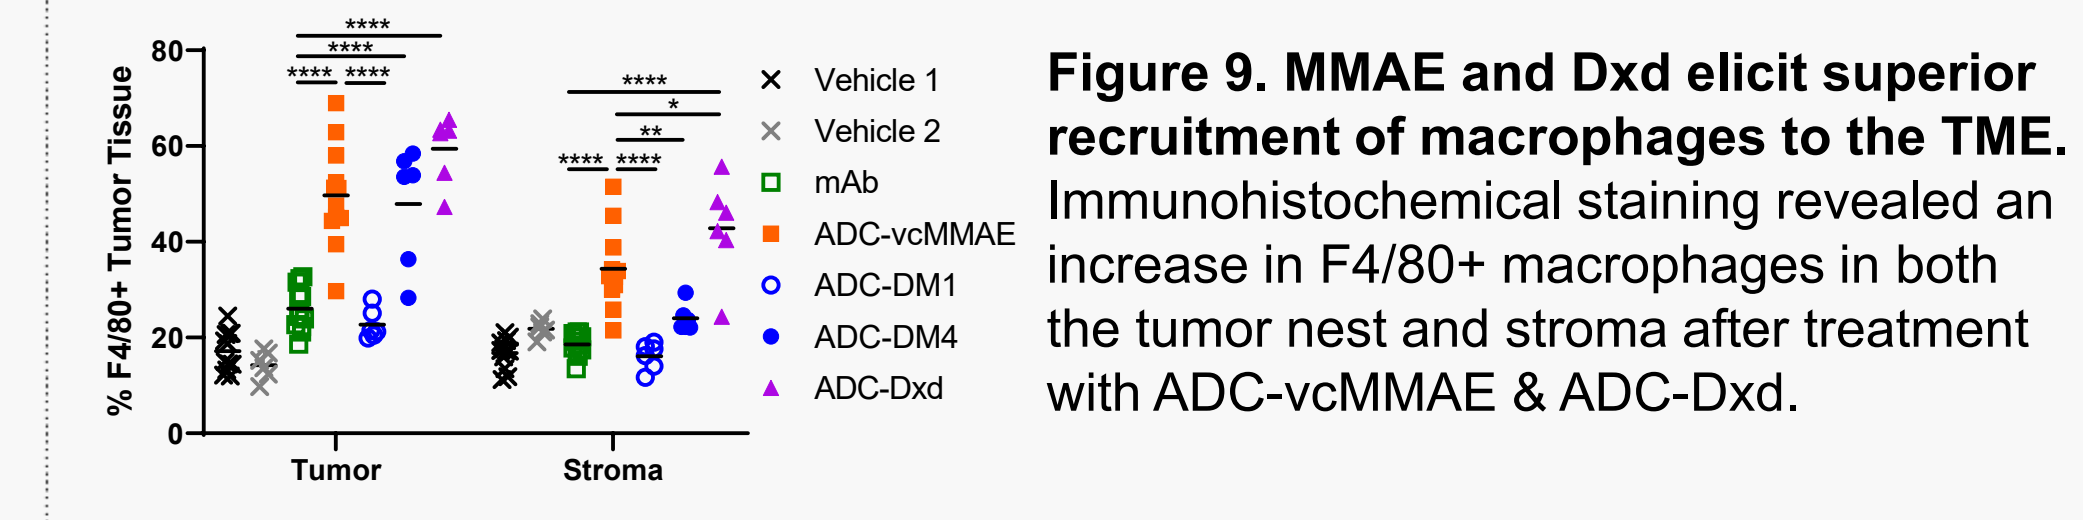 ****
****
**** ****
80
60
40
20
0
% F4/80+ Tumor Tissue
****
*
**
**** ****
Tumor
Stroma
Vehicle 1
Vehicle 2
mAb
ADC-vcMMAE
ADC-DM1
ADC-DM4
ADC-Dxd
Figure 9. MMAE and Dxd elicit superior
recruitment of macrophages to the TME.
Immunohistochemical staining revealed an
increase in F4/80+ macrophages in both
the tumor nest and stroma after treatment
with ADC-vcMMAE & ADC-Dxd.